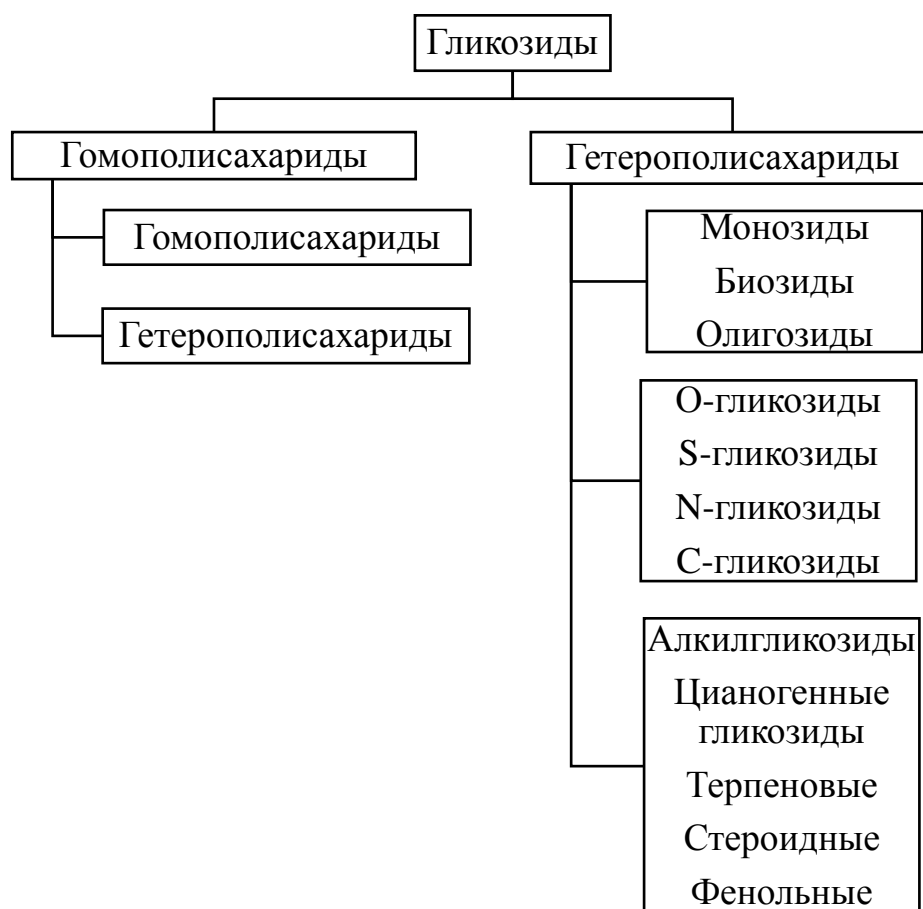 Гликозиды
Гомополисахариды
Гетерополисахариды
Гомополисахариды
Гетерополисахариды
Монозиды
Биозиды
Олигозиды
О-гликозиды
S-гликозиды
N-гликозиды
С-гликозиды
Алкилгликозиды
Цианогенные
гликозиды
Терпеновые
Стероидные
Фенольные